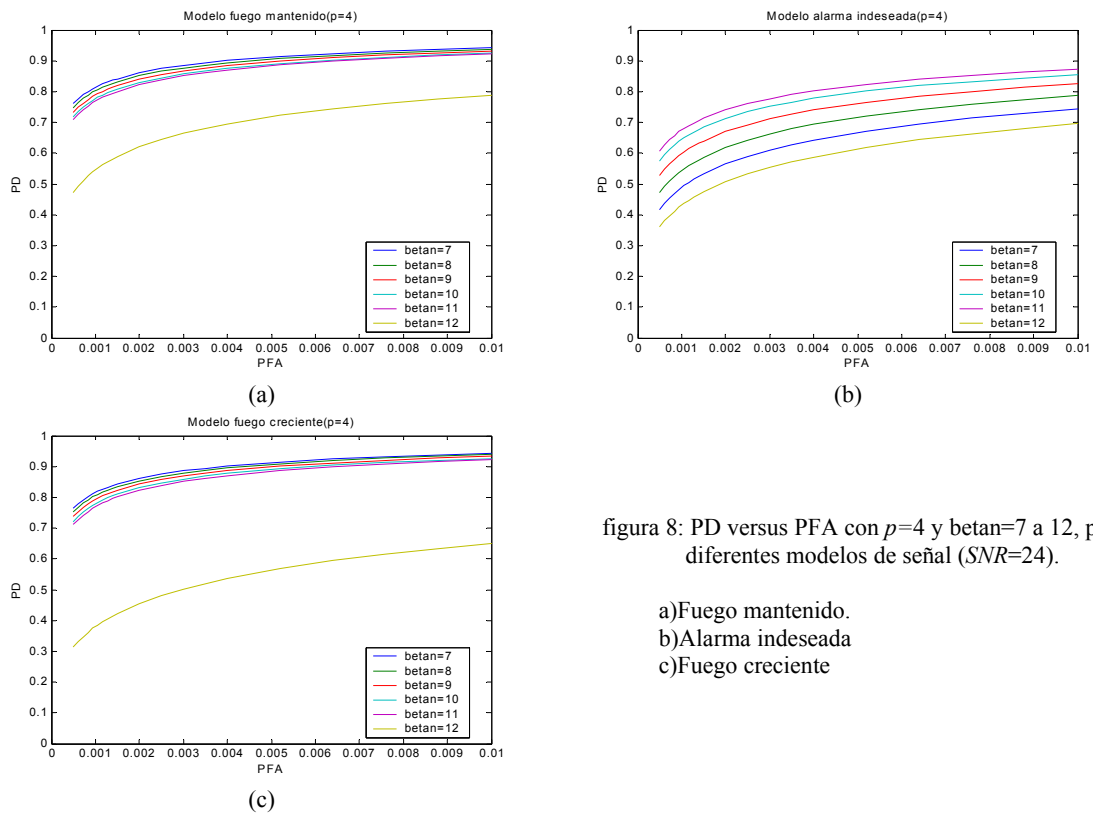 Modelo fuego mantenido(p=4)
1
0.9
0.8
0.7
0.6
0.5
0.4
0.3
0.2
0.1
0
PD
betan=7
betan=8
betan=9
betan=10
betan=11
betan=12
0 0.001 0.002 0.003 0.004 0.005 0.006 0.007 0.008 0.009 0.01
PFA
(a)
Modelo alarma indeseada(p=4)
1
0.9
0.8
0.7
0.6
0.5
0.4
0.3
0.2
0.1
0
PD
betan=7
betan=8
betan=9
betan=10
betan=11
betan=12
0 0.001 0.002 0.003 0.004 0.005 0.006 0.007 0.008 0.009 0.01
PFA
(b)
Modelo fuego creciente(p=4)
1
0.9
0.8
0.7
0.6
0.5
0.4
0.3
0.2
0.1
0
PD
betan=7
betan=8
betan=9
betan=10
betan=11
betan=12
0 0.001 0.002 0.003 0.004 0.005 0.006 0.007 0.008 0.009 0.01
PFA
(c)
figura 8: PD versus PFA con p=4 y betan=7 a 12, p
diferentes modelos de señal (SNR=24).
a)Fuego mantenido.
b)Alarma indeseada
c)Fuego creciente